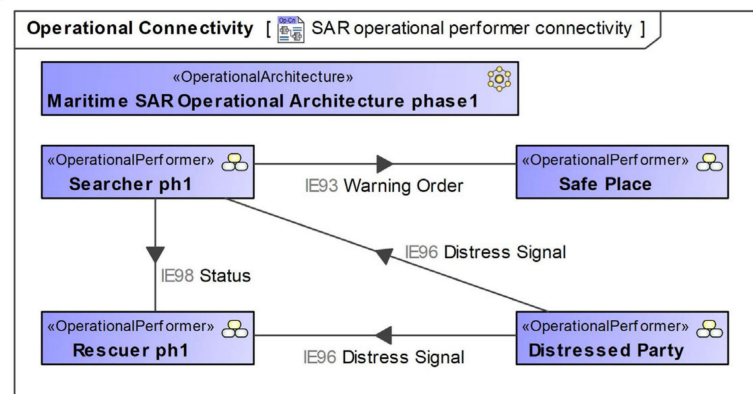 Operational Connectivity [ SAR operational performer connectivity ]
«OperationalArchitecture»
Maritime SAR Operational Architecture phase1
«OperationalPerformer»
Searcher ph1
IE93 Warning Order
«OperationalPerformer»
Safe Place
IE96 Distress Signal
IE98 Status
«OperationalPerformer»
Rescuer ph1
IE96 Distress Signal
«OperationalPerformer»
Distressed Party